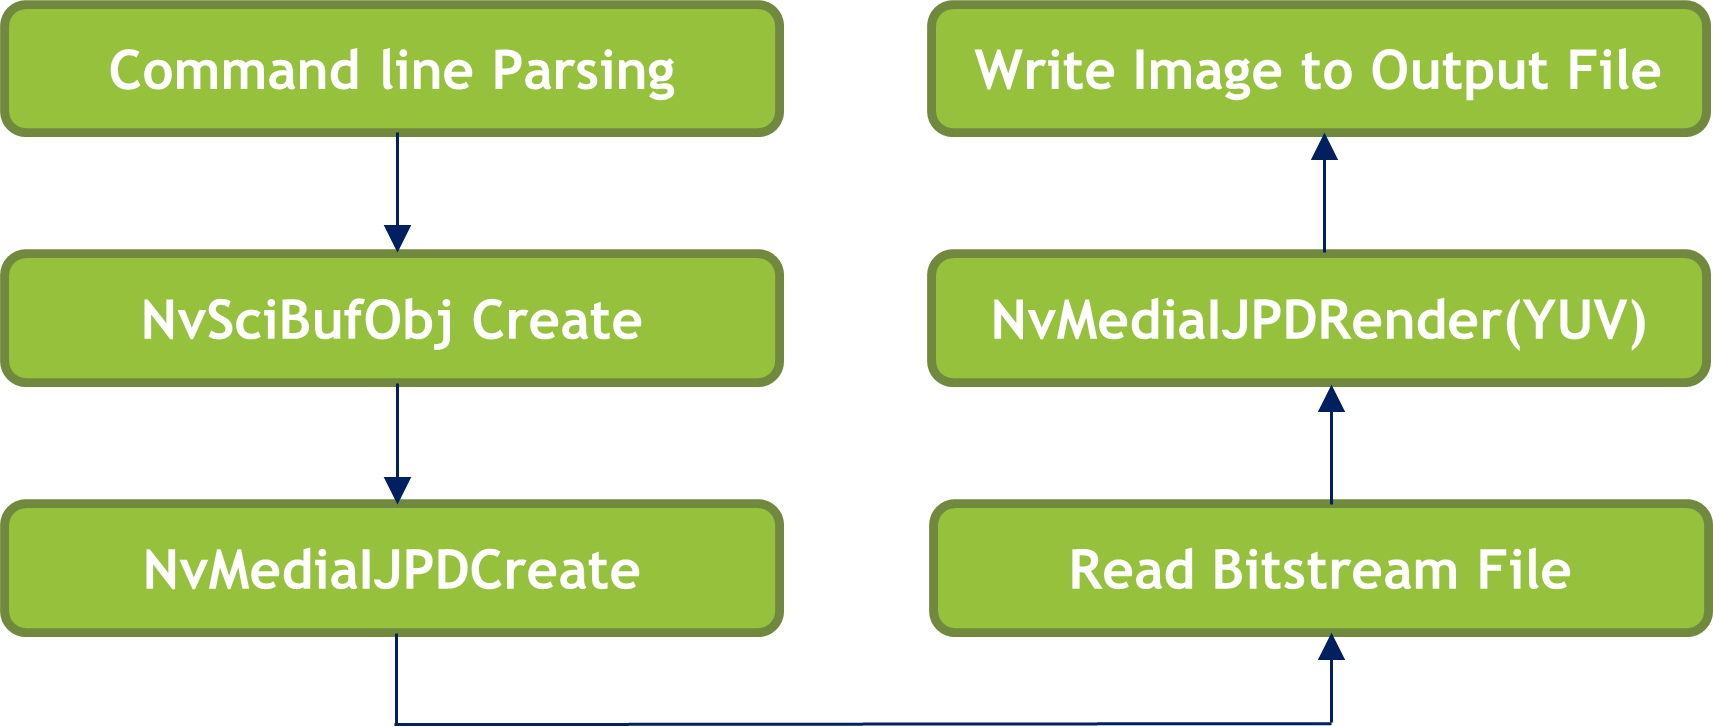 Command line Parsing
NvSciBufObj Create
NvMediaIJPDCreate
Read Bitstream File
NvMediaIJPDRender(YUV)
Write Image to Output File